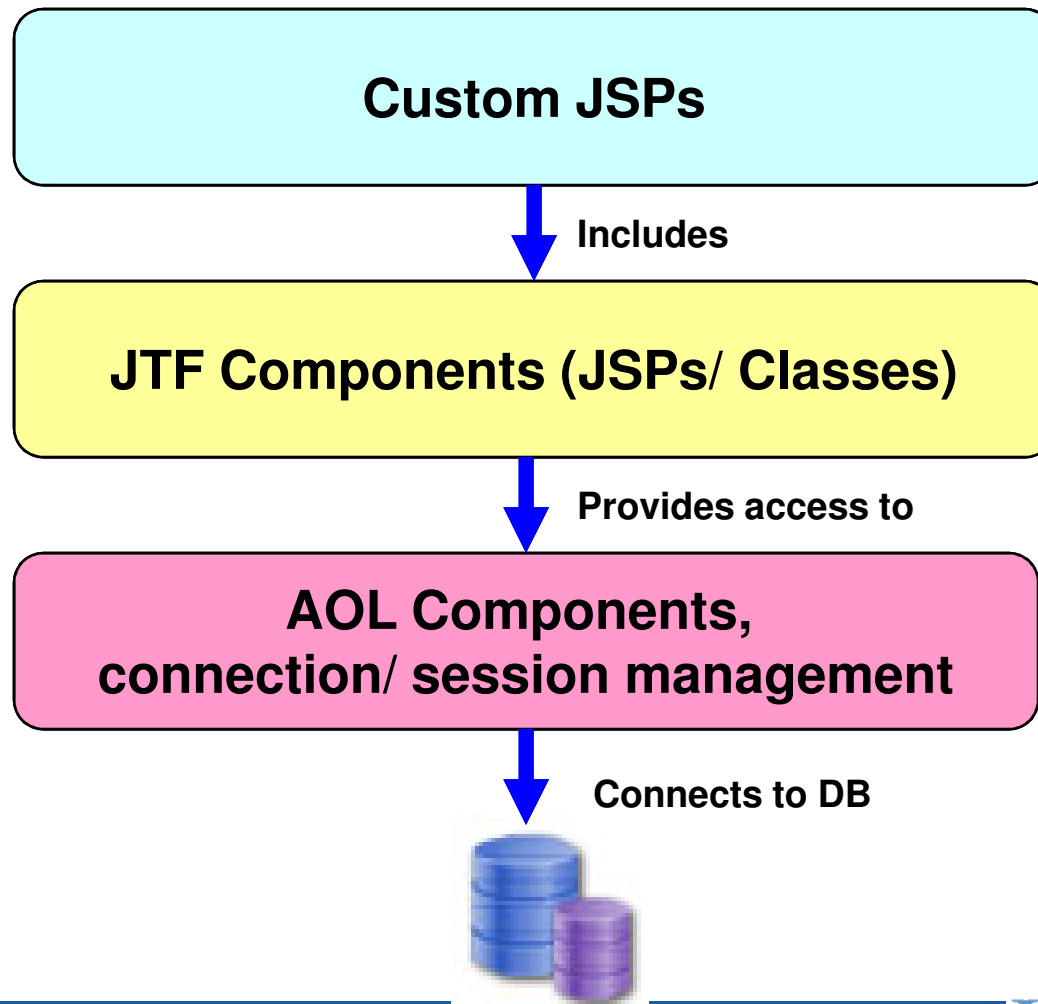 Custom JSPs
Includes
JTF Components (JSPs/ Classes)
Provides access to
AOL Components,
connection/ session management
Connects to DB